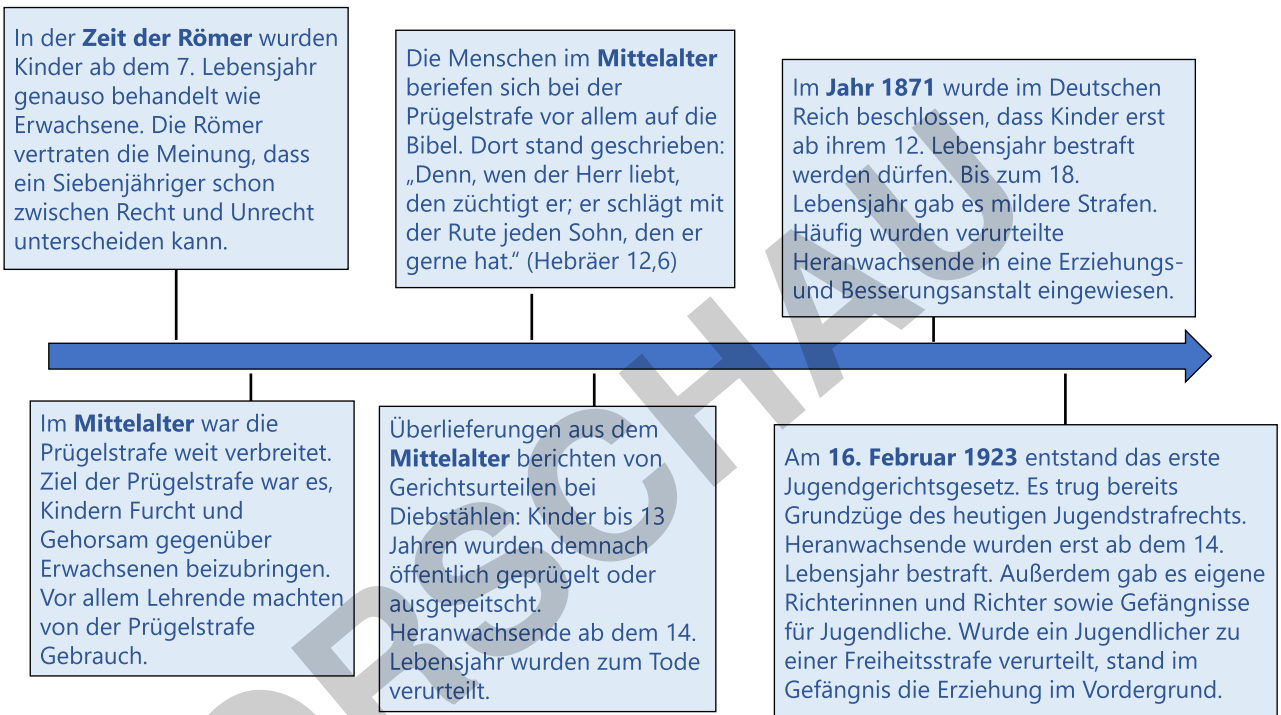 In der Zeit der Römer wurden
Kinder ab dem 7. Lebensjahr
genauso behandelt wie
Erwachsene. Die Römer
vertraten die Meinung, dass
ein Siebenjähriger schon
zwischen Recht und Unrecht
unterscheiden kann.
Die Menschen im Mittelalter
beriefen sich bei der
Prügelstrafe vor allem auf die
Bibel. Dort stand geschrieben:
„Denn, wen der Herr liebt,
den züchtigt er; er schlägt mit
der Rute jeden Sohn, den er
gerne hat.“ (Hebräer 12,6)
Im Jahr 1871 wurde im Deutschen
Reich beschlossen, dass Kinder erst
ab ihrem 12. Lebensjahr bestraft
werden dürfen. Bis zum 18.
Lebensjahr gab es mildere Strafen.
Häufig wurden verurteilte
Heranwachsende in eine Erziehungs-
und Besserungsanstalt eingewiesen.
Im Mittelalter war die
Prügelstrafe weit verbreitet.
Ziel der Prügelstrafe war es,
Kindern Furcht und
Gehorsam gegenüber
Erwachsenen beizubringen.
Vor allem Lehrende machten
von der Prügelstrafe
Gebrauch.
Überlieferungen aus dem
Mittelalter berichten von
Gerichtsurteilen bei
Diebstählen: Kinder bis 13
Jahren wurden demnach
öffentlich geprügelt oder
ausgepeitscht.
Heranwachsende ab dem 14.
Lebensjahr wurden zum Tode
verurteilt.
Am 16. Februar 1923 entstand das erste
Jugendgerichtsgesetz. Es trug bereits
Grundzüge des heutigen Jugendstrafrechts.
Heranwachsende wurden erst ab dem 14.
Lebensjahr bestraft. Außerdem gab es eigene
Richterinnen und Richter sowie Gefängnisse
für Jugendliche. Wurde ein Jugendlicher zu
einer Freiheitsstrafe verurteilt, stand im
Gefängnis die Erziehung im Vordergrund.
ORSCHAU